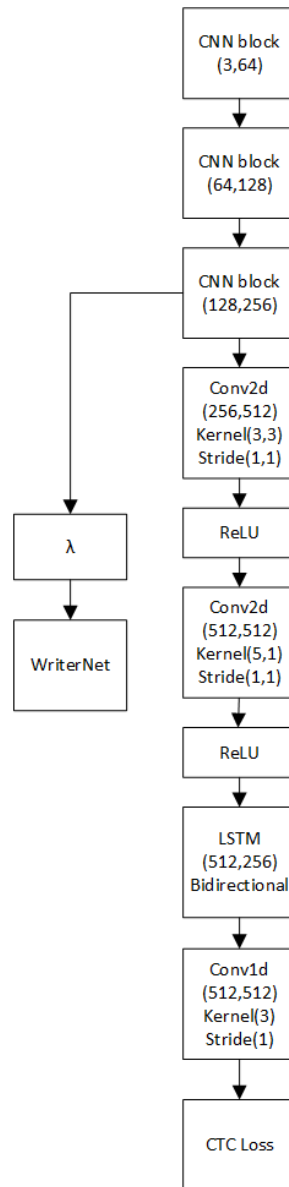 CNN block
(3,64)
CNN block
(64,128)
CNN block
(128,256)
Conv2d
(256,512)
Kernel(3,3)
Stride(1,1)
λ
ReLU
WriterNet
Conv2d
(512,512)
Kernel(5,1)
Stride(1,1)
ReLU
LSTM
(512,256)
Bidirectional
Conv1d
(512,512)
Kernel(3)
Stride(1)
CTC Loss